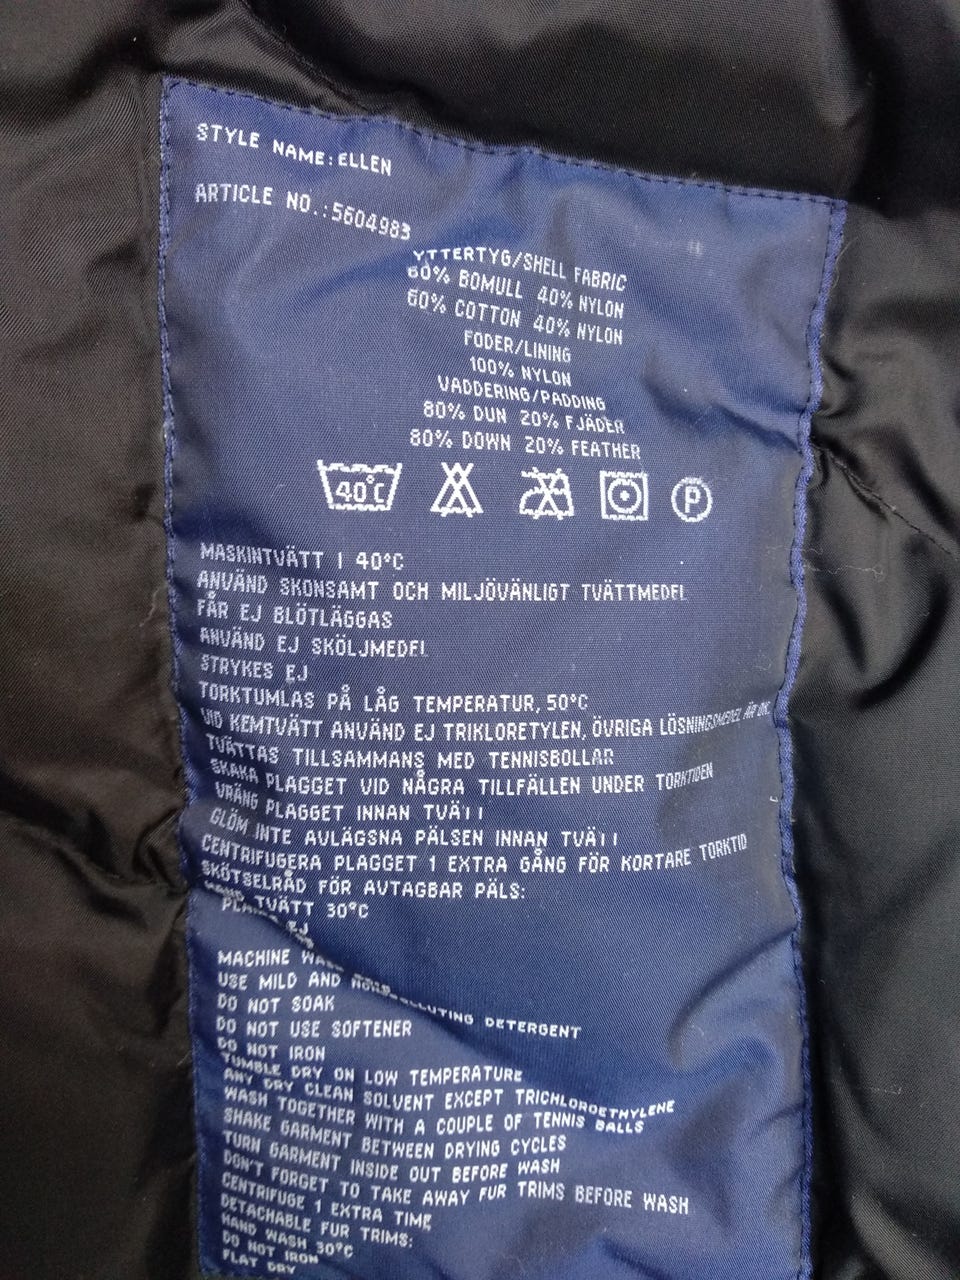 STYLE NAME:ELLEN
ARTICLE NO.:5604983
YTTERTYG/SHELL FABRIC
60% BOMULL 40% NYLON
60% COTTON 40% NYLON
FODER/LINING
100% NYLON
VADDERING/PADDING
80% DUN 20% FJÄDER
80% DOWN 20% FEATHER
40°C P
MASKINTVÄTT I 40°C
ANVÄND SKONSAMT OCH MILJÖVÄNLIGT TVÄTTMEDEL
FÅR EJ BLÖTLÄGGAS
ANVÄND EJ SKÖLJMEDEL
STRYKES EJ
TORKTUMLAS PÅ LÅG TEMPERATUR, 50°C
VID KEMTVÄTT ANVÄND EJ TRIKLORETYLEN, ÖVRIGA LÖSNINGSMEDEL ÄR OK.
TVÄTTAS TILLSAMMANS MED TENNISBOLLAR
SKAKA PLAGGET VID NÅGRA TILLFÄLLEN UNDER TORKTIDEN
VRÄNG PLAGGET INNAN TVÄTT
GLÖM INTE AVLÄGSNA PÄLSEN INNAN TVÄTT
CENTRIFUGERA PLAGGET 1 EXTRA GÅNG FÖR KORTARE TORKTID
SKÖTSELRÅD FÖR AVTAGBAR PÄLS:
TVÄTT 30°C
EJ
MACHINE WASH
USE MILD AND NON-POLLUTING DETERGENT
DO NOT SOAK
DO NOT USE SOFTENER
DO NOT IRON
TUMBLE DRY ON LOW TEMPERATURE
ANY DRY CLEAN SOLVENT EXCEPT TRICHLOROETHYLENE
WASH TOGETHER WITH A COUPLE OF TENNIS BALLS
SHAKE GARMENT BETWEEN DRYING CYCLES
TURN GARMENT INSIDE OUT BEFORE WASH
DON'T FORGET TO TAKE AWAY FUR TRIMS BEFORE WASH
CENTRIFUGE 1 EXTRA TIME
DETACHABLE FUR TRIMS:
HAND WASH 30°C
DO NOT IRON
FLAT DRY